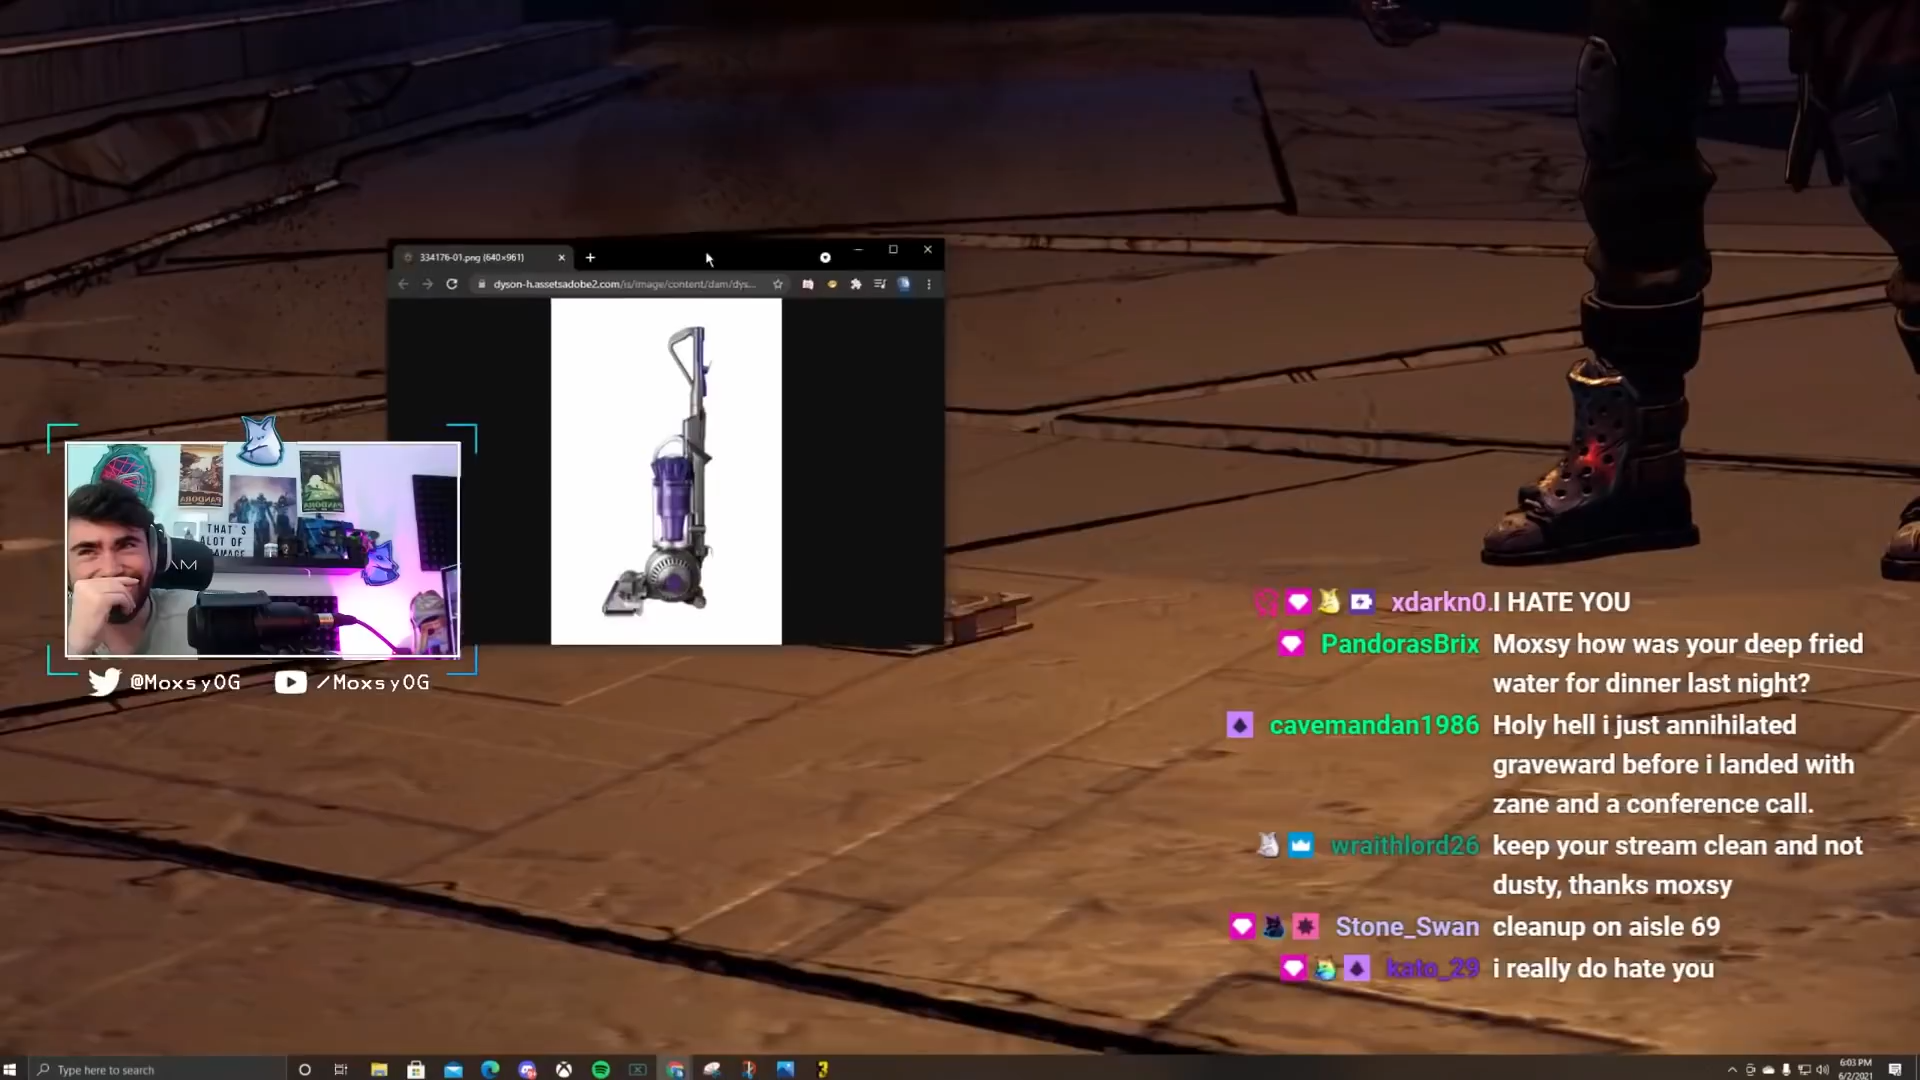 334176-01.png (640×961)
dyson-h.assetsadobe2.com/is/image/content/dam/dys...
PANDORA
THAT'S
ALOT OF
DAMAGE
@MoxsyOG
/MoxsyOG
xdarkn0.I HATE YOU
PandorasBrix Moxsy how was your deep fried
water for dinner last night?
cavemandan1986 Holy hell i just annihilated
graveward before i landed with
zane and a conference call.
wraithlord26 keep your stream clean and not
dusty, thanks moxsy
Stone_Swan cleanup on aisle 69
kato_29 i really do hate you
Type here to search
6:03 PM
6/2/2021